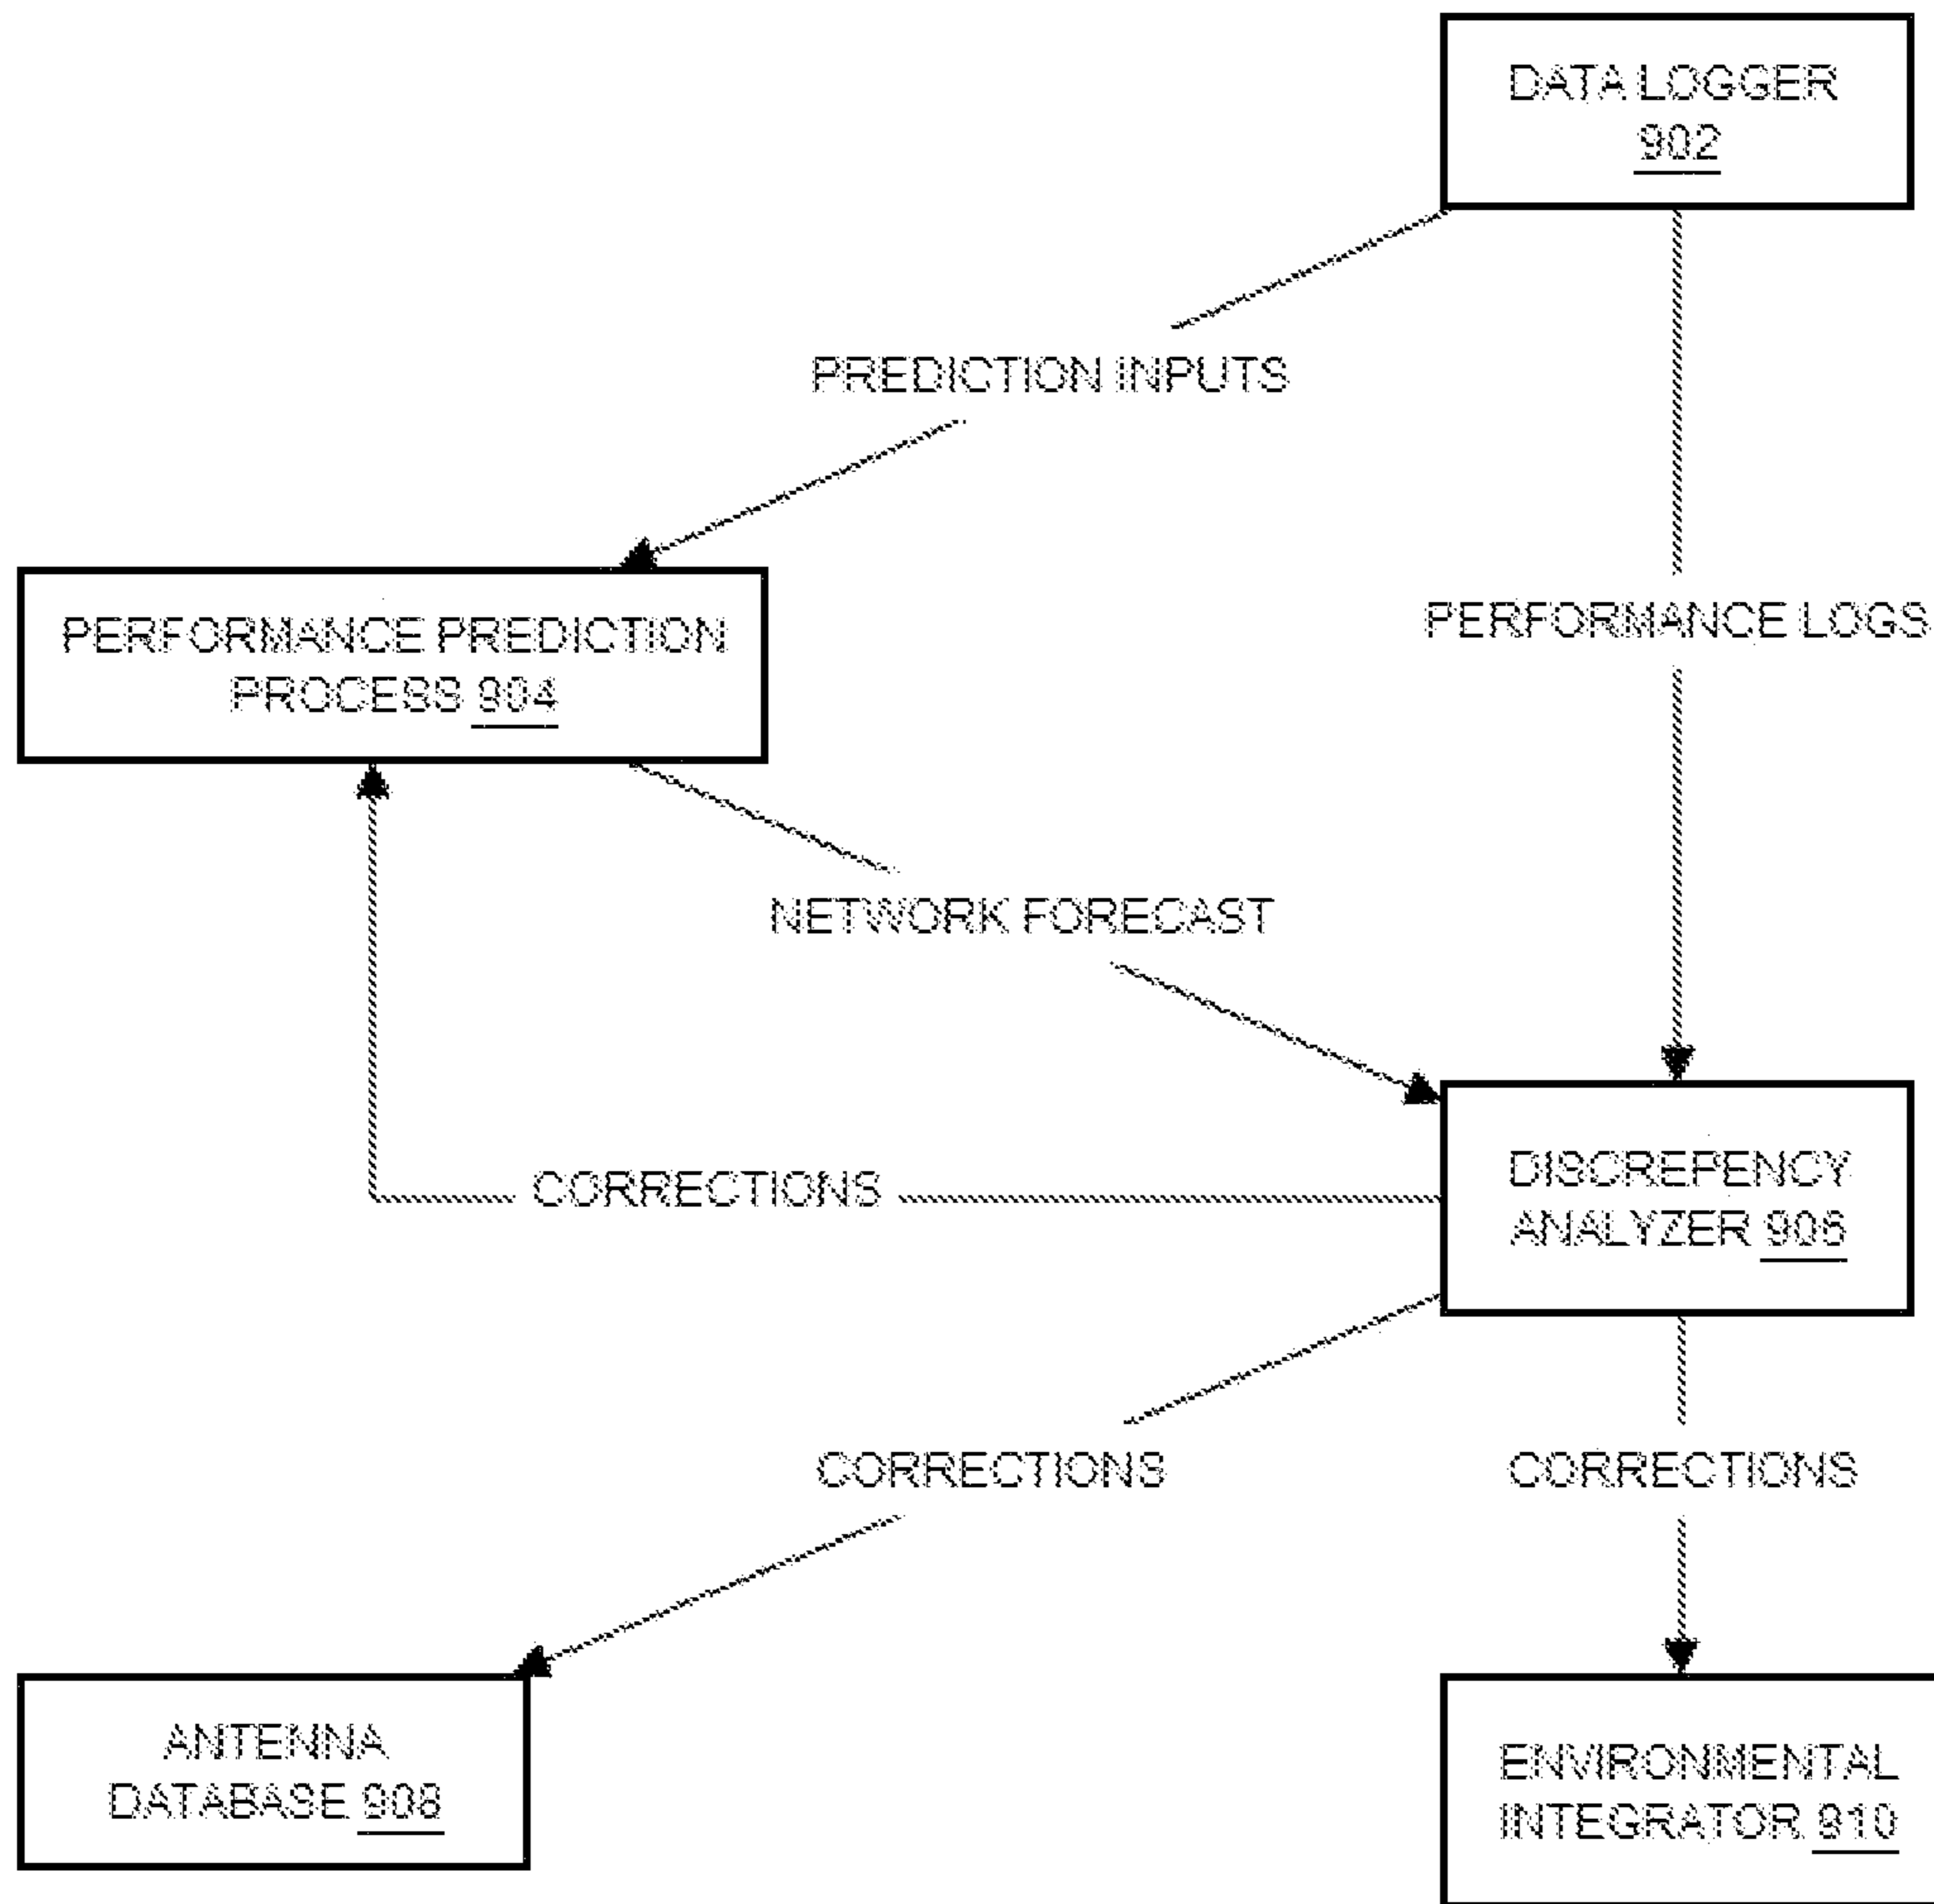 DATA LOGGER
902
PREDICTION INPUTS
PERFORMANCE PREDICTION
PROCESS 904
PERFORMANCE LOGS
NETWORK FORECAST
CORRECTIONS
DISCREPENCY
ANALYZER 906
CORRECTIONS
CORRECTIONS
ANTENNA
DATABASE 908
ENVIRONMENTAL
INTEGRATOR 910